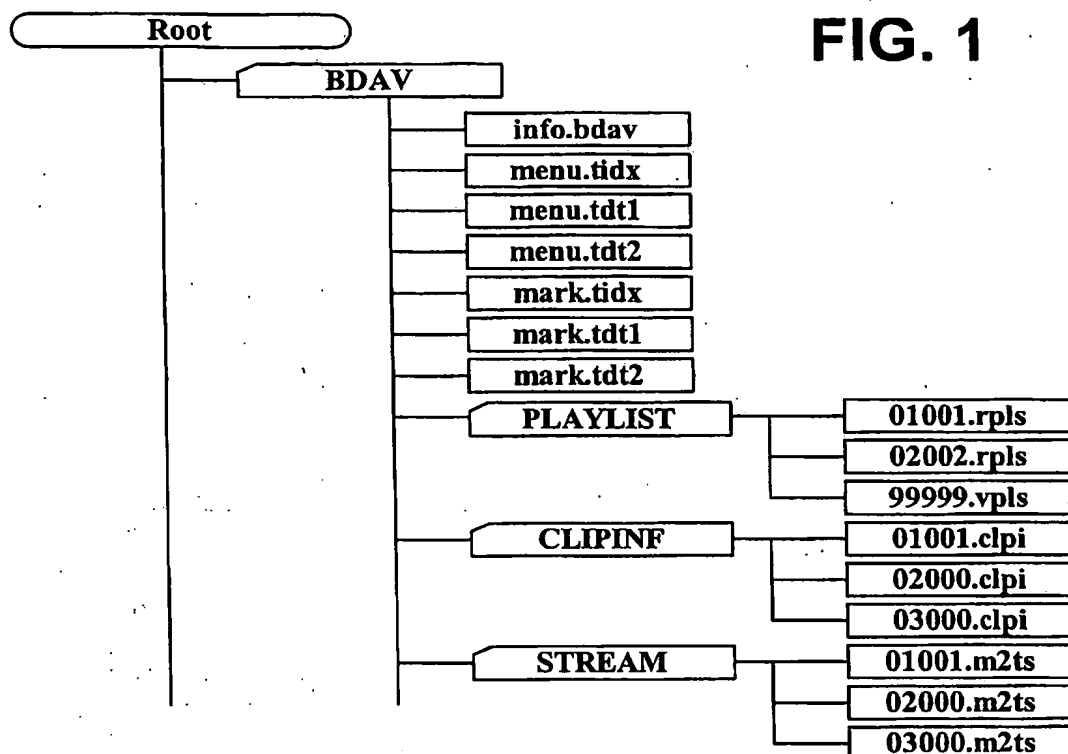 Root
FIG. 1
BDAV
info.bdav
menu.tidx
menu.tdt1
menu.tdt2
mark.tidx
mark.tdt1
mark.tdt2
PLAYLIST
01001.rpls
02002.rpls
99999.vpls
CLIPINF
01001.clpi
02000.clpi
03000.clpi
STREAM
01001.m2ts
02000.m2ts
03000.m2ts